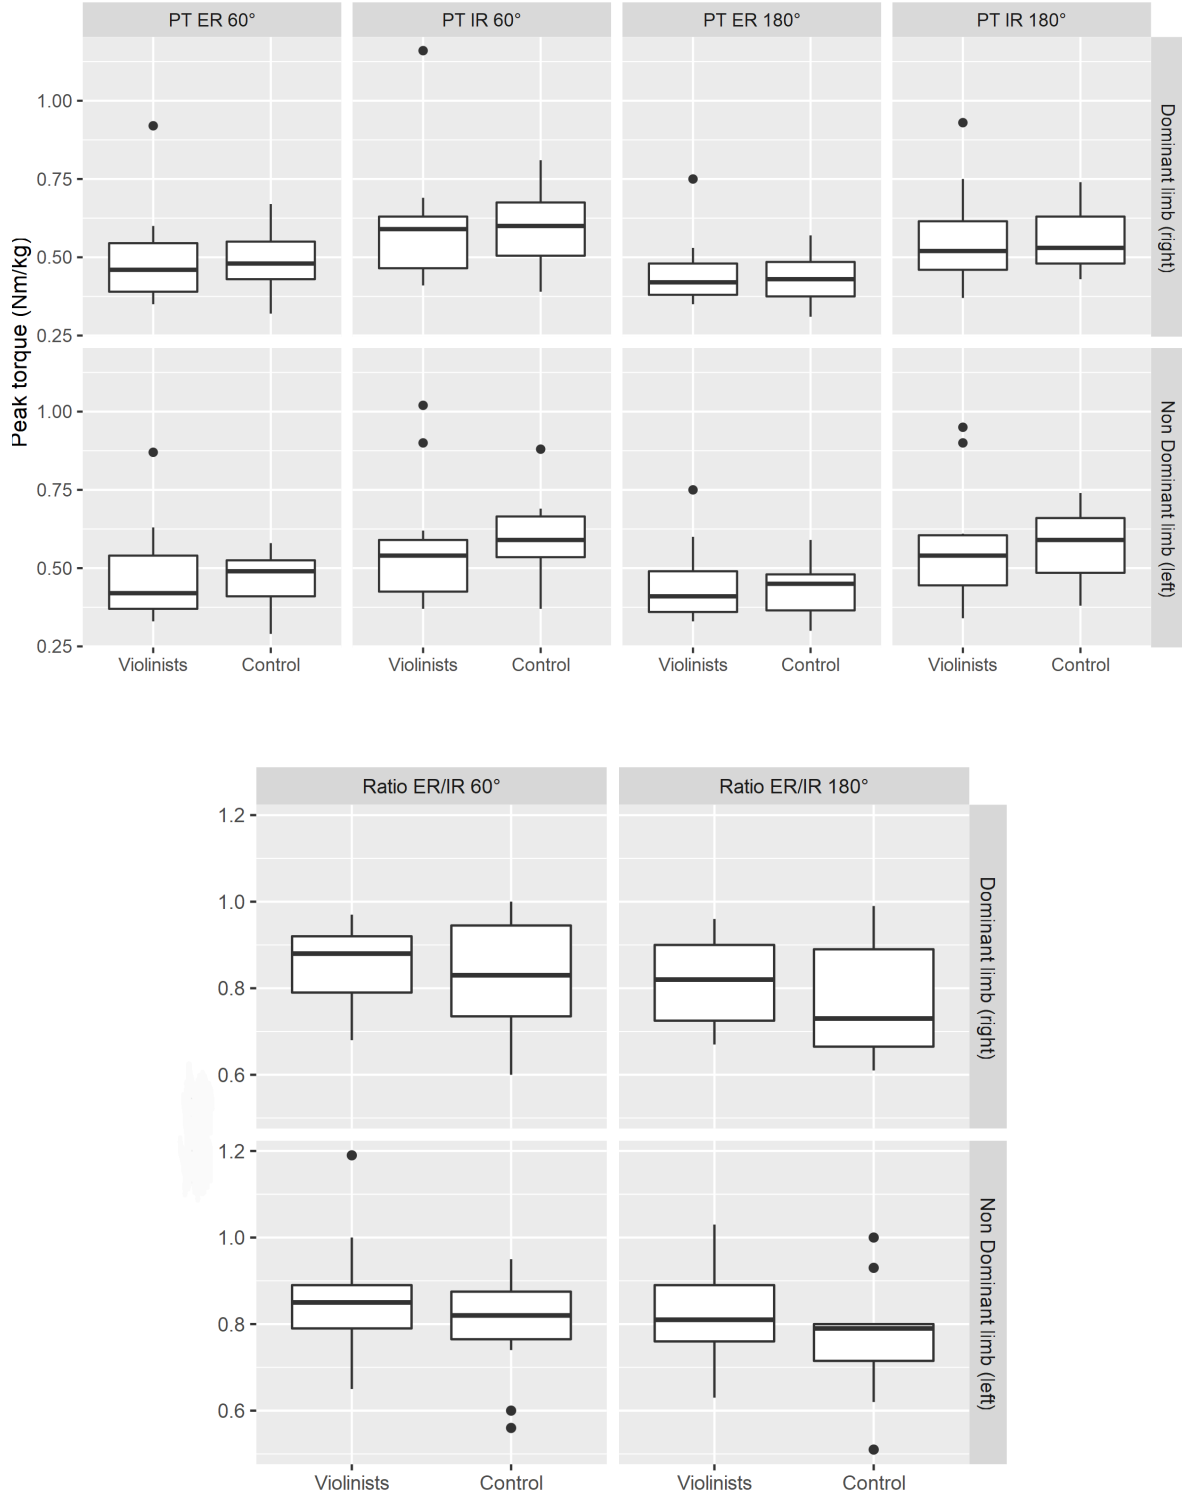 PT ER 60° PT IR 60° PT ER 180° PT IR 180°
Peak torque (Nm/kg)
1.00
0.75
0.50
0.25
Dominant limb (right)
1.00
0.75
0.50
0.25
Non Dominant limb (left)
Violinists Control Violinists Control Violinists Control Violinists Control
Ratio ER/IR 60° Ratio ER/IR 180°
1.2
1.0
0.8
0.6
Dominant limb (right)
1.2
1.0
0.8
0.6
Non Dominant limb (left)
Violinists Control Violinists Control